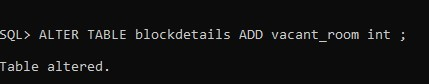 SQL> ALTER TABLE blockdetails ADD vacant_room int ;
Table altered.